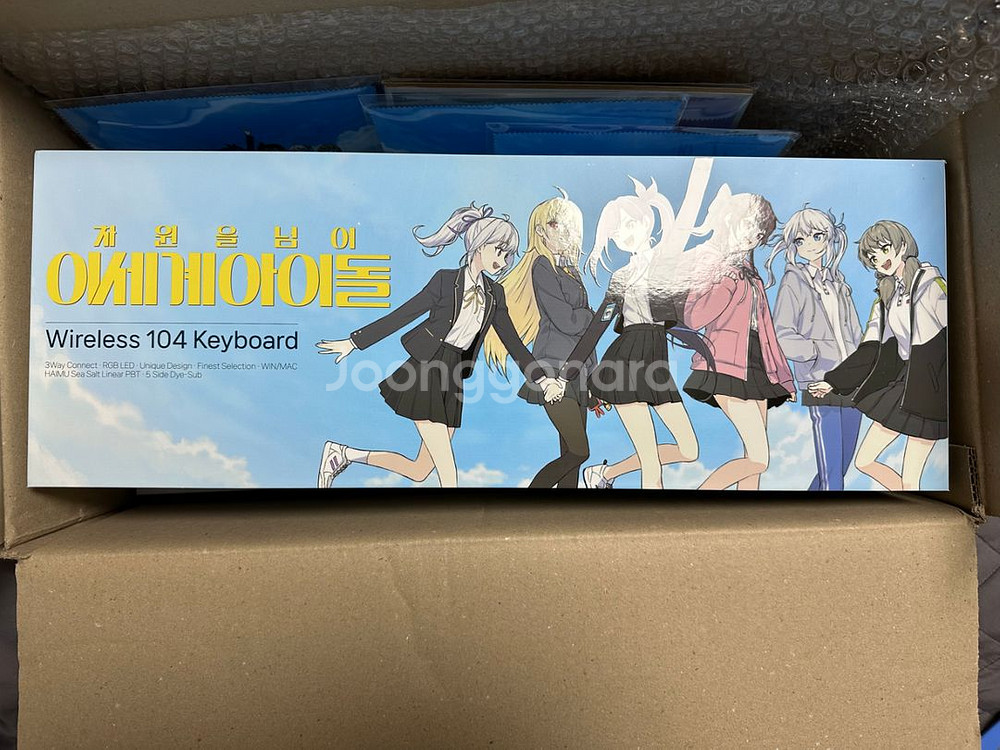 차원을넘어
이세계아이돌
Wireless 104 Keyboard
3Way Connect · RGB LED · Unique Design · Finest Selection · WIN/MAC
HAIMU Sea Salt Linear PBT · 5 Side Dye-Sub
Joonggonara